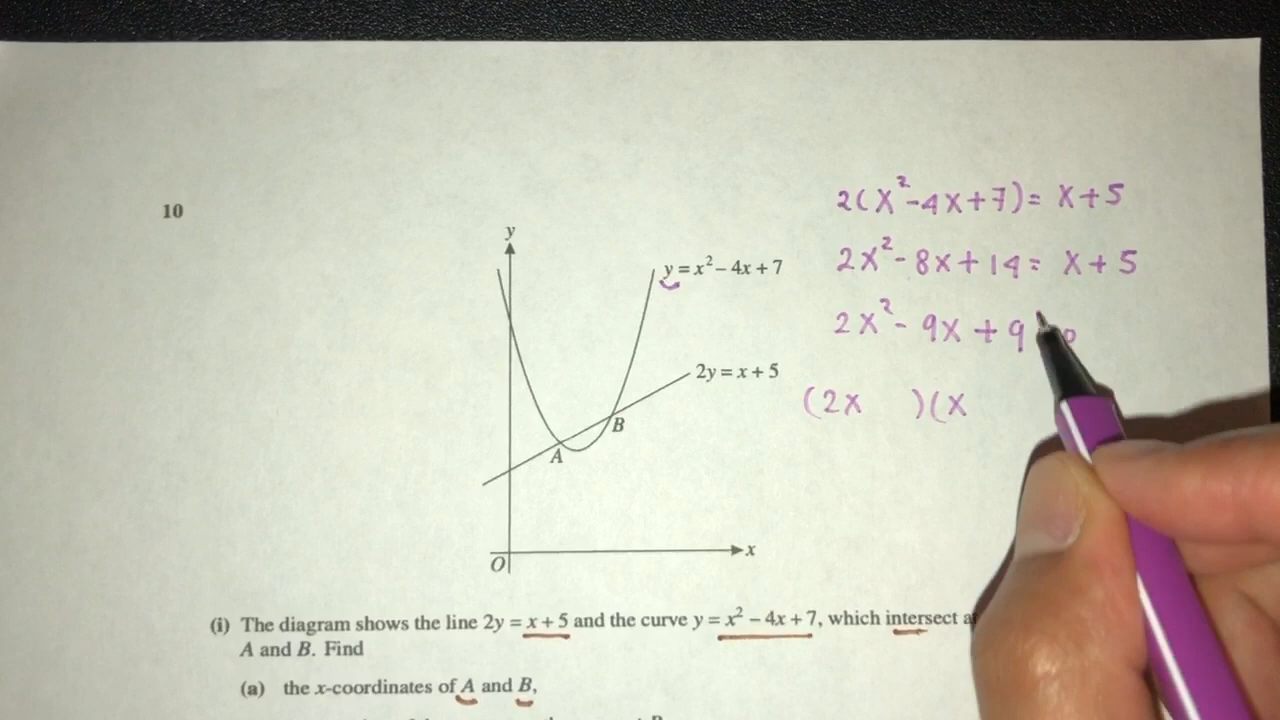 10
y
y = x² – 4x + 7
2y = x + 5
B
A
x
O
2(x²-4x+7)= x+5
2x²-8x+14= x+5
2x²-9x+9 0
(2x )(x
(i) The diagram shows the line 2y = x + 5 and the curve y = x² – 4x + 7, which intersect
A and B. Find
(a) the x-coordinates of A and B,